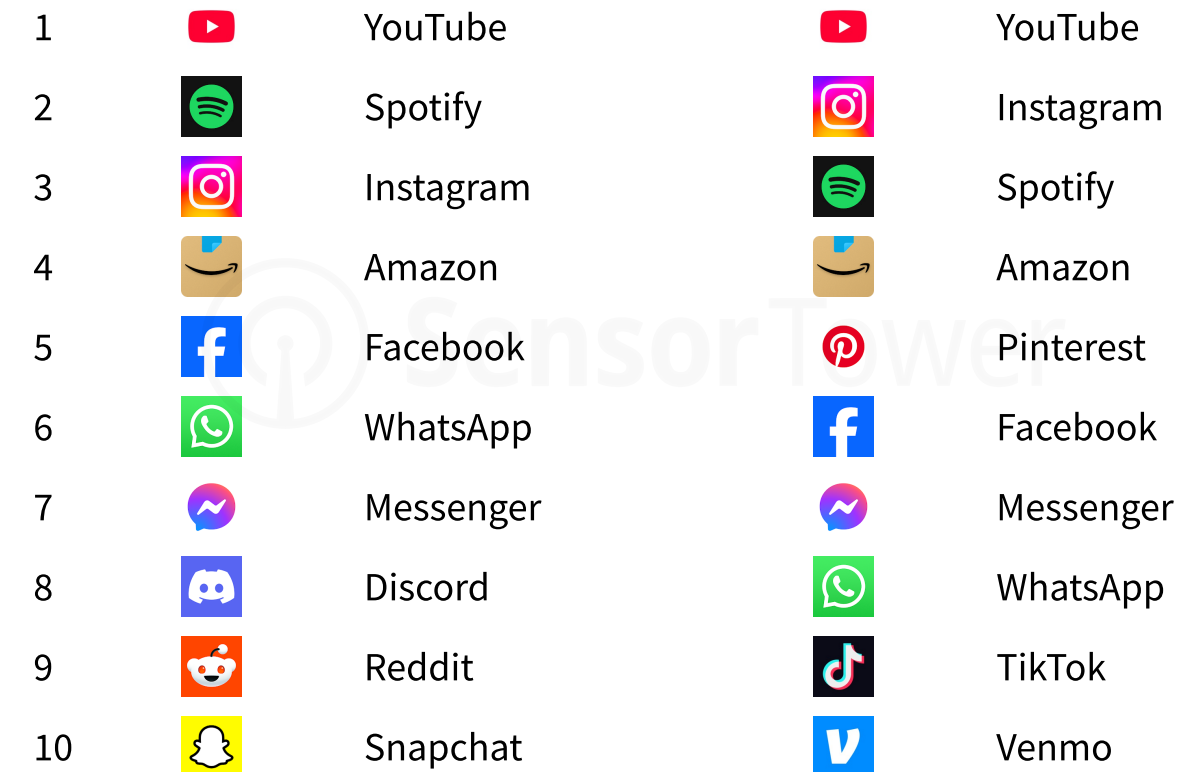 1 YouTube YouTube
2 Spotify Instagram
3 Instagram Spotify
4 Amazon Amazon
SensorTower
5 Facebook Pinterest
6 WhatsApp Facebook
7 Messenger Messenger
8 Discord WhatsApp
9 Reddit TikTok
10 Snapchat Venmo